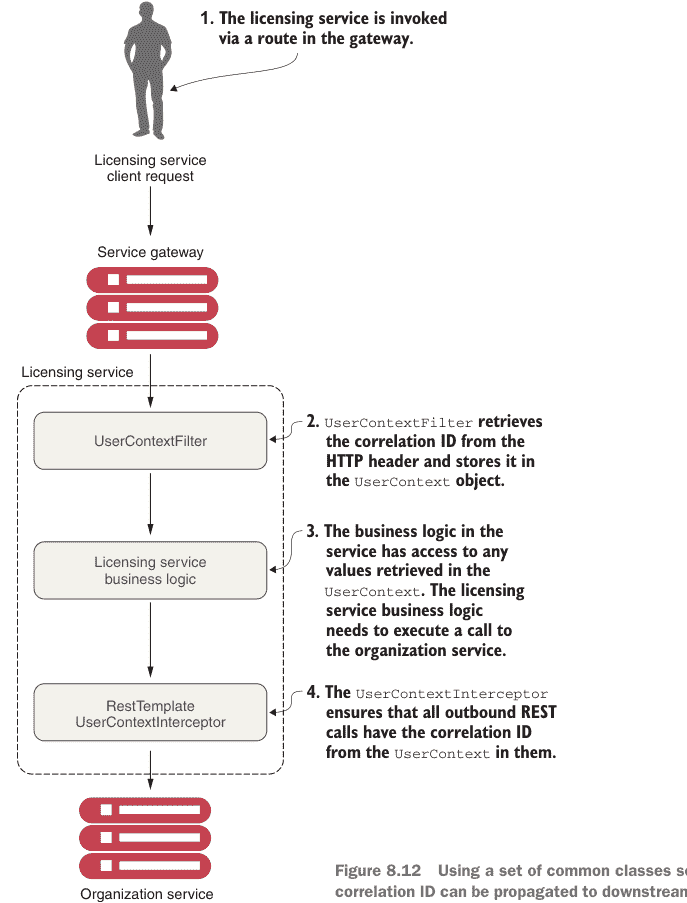 1. The licensing service is invoked
via a route in the gateway.
Licensing service
client request
Service gateway
Licensing service
UserContextFilter
2. UserContextFilter retrieves
the correlation ID from the
HTTP header and stores it in
the UserContext object.
Licensing service
business logic
3. The business logic in the
service has access to any
values retrieved in the
UserContext. The licensing
service business logic
needs to execute a call to
the organization service.
RestTemplate
UserContextInterceptor
4. The UserContextInterceptor
ensures that all outbound REST
calls have the correlation ID
from the UserContext in them.
Organization service
Figure 8.12 Using a set of common classes
correlation ID can be propagated to